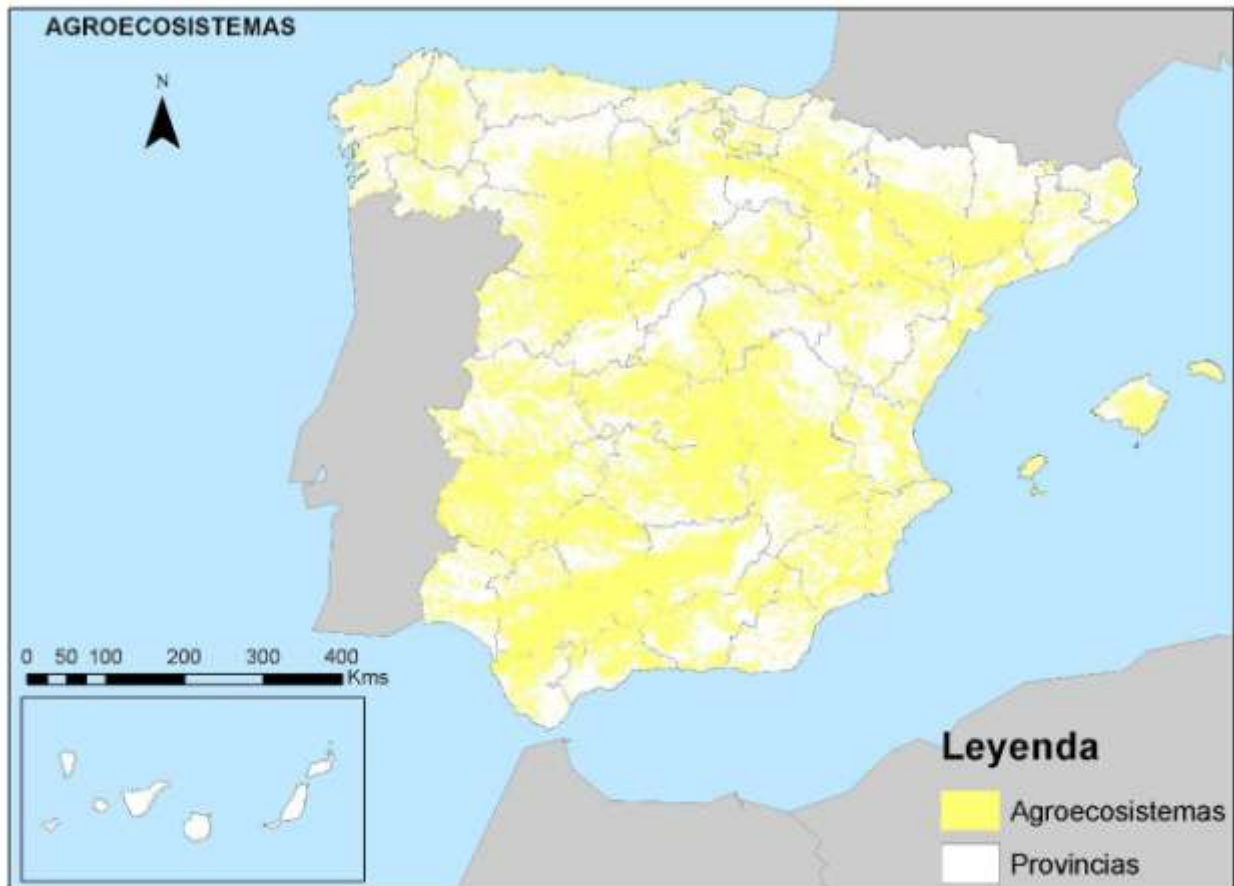 AGROECOSISTEMAS
N
0 50 100 200 300 400
Kms
Leyenda
Agroecosistemas
Provincias